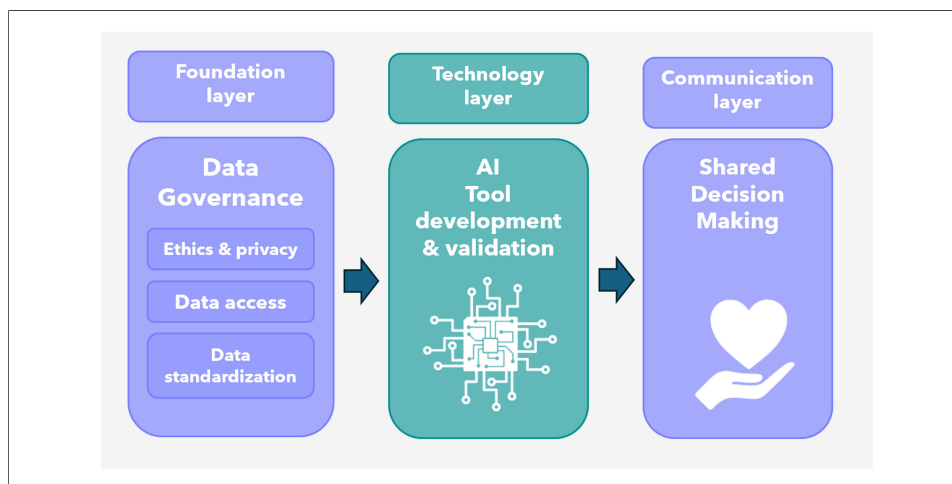 Foundation
layer
Data
Governance
Ethics & privacy
Data access
Data
standardization
Technology
layer
AI
Tool
development
& validation
Communication
layer
Shared
Decision
Making